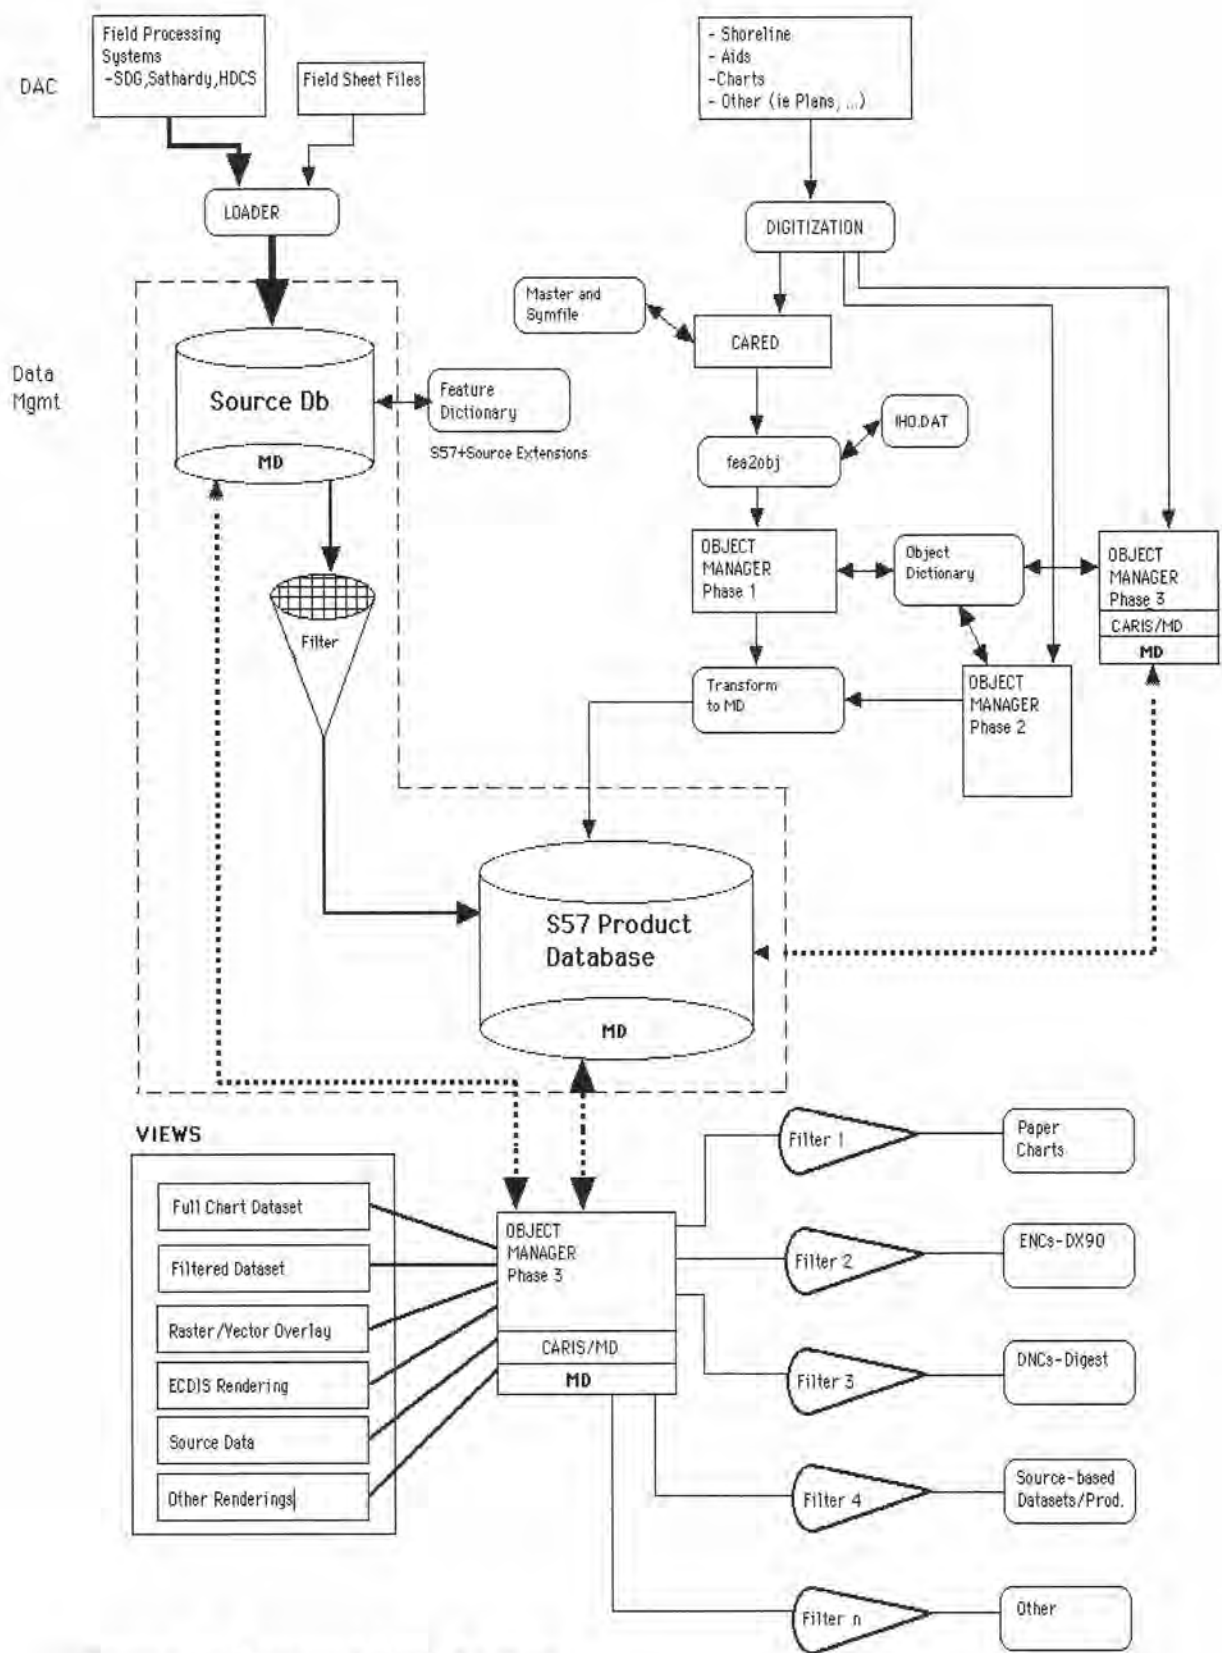 Field Processing
Systems
-SDG,Sathardy,HDCS
Field Sheet Files
- Shoreline
- Aids
-Charts
- Other (ie Plans, ...)
DAC
LOADER
DIGITIZATION
Master and
Symfile
CARED
Data
Mgmt
Source Db
MD
Feature
Dictionary
S57+Source Extensions
IHO.DAT
fea2obj
OBJECT
MANAGER
Phase 1
Object
Dictionary
OBJECT
MANAGER
Phase 3
CARIS/MD
MD
Filter
Transform
to MD
OBJECT
MANAGER
Phase 2
S57 Product
Database
MD
VIEWS
Full Chart Dataset
Filtered Dataset
Raster/Vector Overlay
ECDIS Rendering
Source Data
Other Renderings
OBJECT
MANAGER
Phase 3
CARIS/MD
MD
Filter 1
Paper
Charts
Filter 2
ENCs-DX90
Filter 3
DNCs-Digest
Filter 4
Source-based
Datasets/Prod.
Filter n
Other